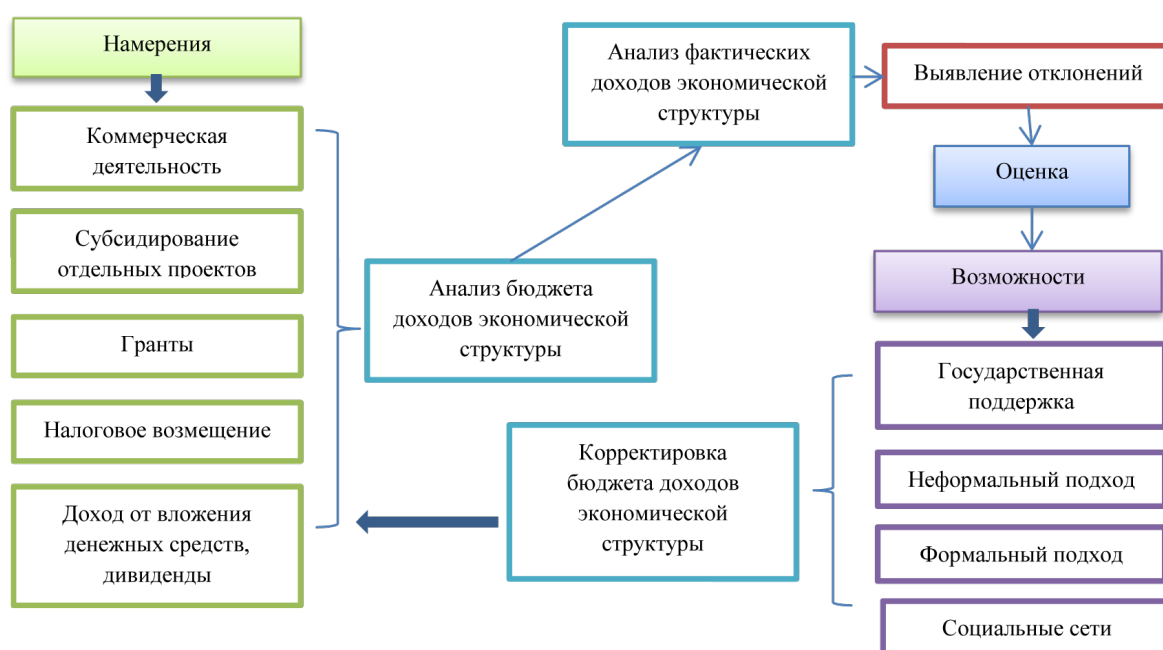 Намерения
Коммерческая
деятельность
Субсидирование
отдельных проектов
Гранты
Налоговое возмещение
Доход от вложения
денежных средств,
дивиденды
Анализ бюджета
доходов экономической
структуры
Анализ фактических
доходов экономической
структуры
Выявление отклонений
Оценка
Возможности
Государственная
поддержка
Неформальный подход
Формальный подход
Социальные сети
Корректировка
бюджета доходов
экономической
структуры